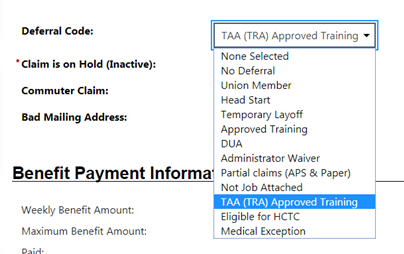 Deferral Code: TAA (TRA) Approved Training
None Selected
No Deferral
*Claim is on Hold (Inactive):
Union Member
Head Start
Commuter Claim:
Temporary Layoff
Approved Training
Bad Mailing Address:
DUA
Administrator Waiver
Partial claims (APS & Paper)
Benefit Payment Informa
Not Job Attached
TAA (TRA) Approved Training
Weekly Benefit Amount:
Eligible for HCTC
Maximum Benefit Amount:
Medical Exception
Paid: